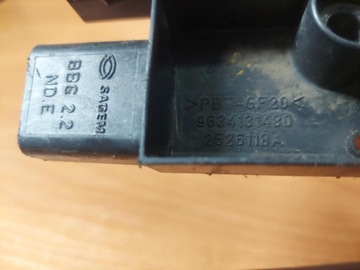 SAGEM
BBG 2.2
ND.E
>PBT-GF20<
9634131480
2526118A